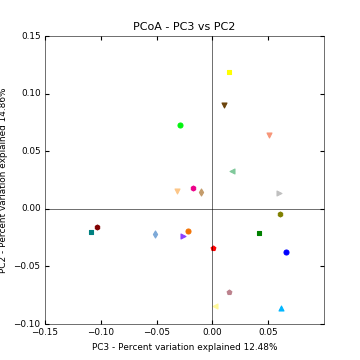 PCoA - PC3 vs PC2
PC2 - Percent variation explained 14.86%
0.15
0.10
0.05
0.00
−0.05
−0.10
−0.15 −0.10 −0.05 0.00 0.05
PC3 - Percent variation explained 12.48%